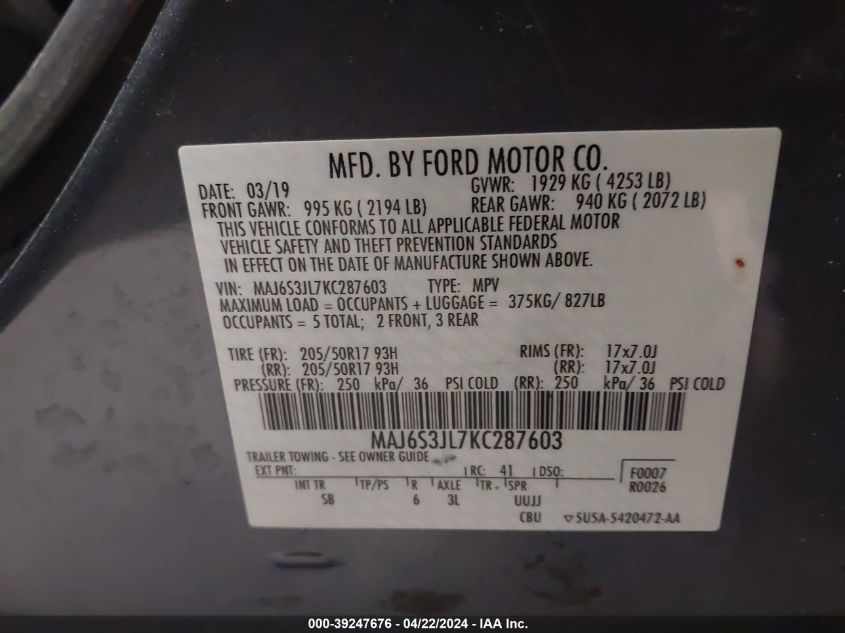 MFD. BY FORD MOTOR CO.
DATE: 03/19 GVWR: 1929 KG ( 4253 LB)
FRONT GAWR: 995 KG ( 2194 LB) REAR GAWR: 940 KG ( 2072 LB)
THIS VEHICLE CONFORMS TO ALL APPLICABLE FEDERAL MOTOR
VEHICLE SAFETY AND THEFT PREVENTION STANDARDS
IN EFFECT ON THE DATE OF MANUFACTURE SHOWN ABOVE.
VIN: MAJ6S3JL7KC287603 TYPE: MPV
MAXIMUM LOAD = OCCUPANTS + LUGGAGE = 375KG/ 827LB
OCCUPANTS = 5 TOTAL; 2 FRONT, 3 REAR
TIRE (FR): 205/50R17 93H RIMS (FR): 17x7.0J
(RR): 205/50R17 93H (RR): 17x7.0J
PRESSURE (FR): 250 kPa/ 36 PSI COLD (RR): 250 kPa/ 36 PSI COLD
MAJ6S3JL7KC287603
TRAILER TOWING - SEE OWNER GUIDE
EXT PNT: RC: 41 DSO: F0007
INT TR TP/PS R AXLE TR SPR R0026
SB 6 3L UUJJ
CBU 5U5A-5420472-AA
000-39247676 - 04/22/2024 - IAA Inc.